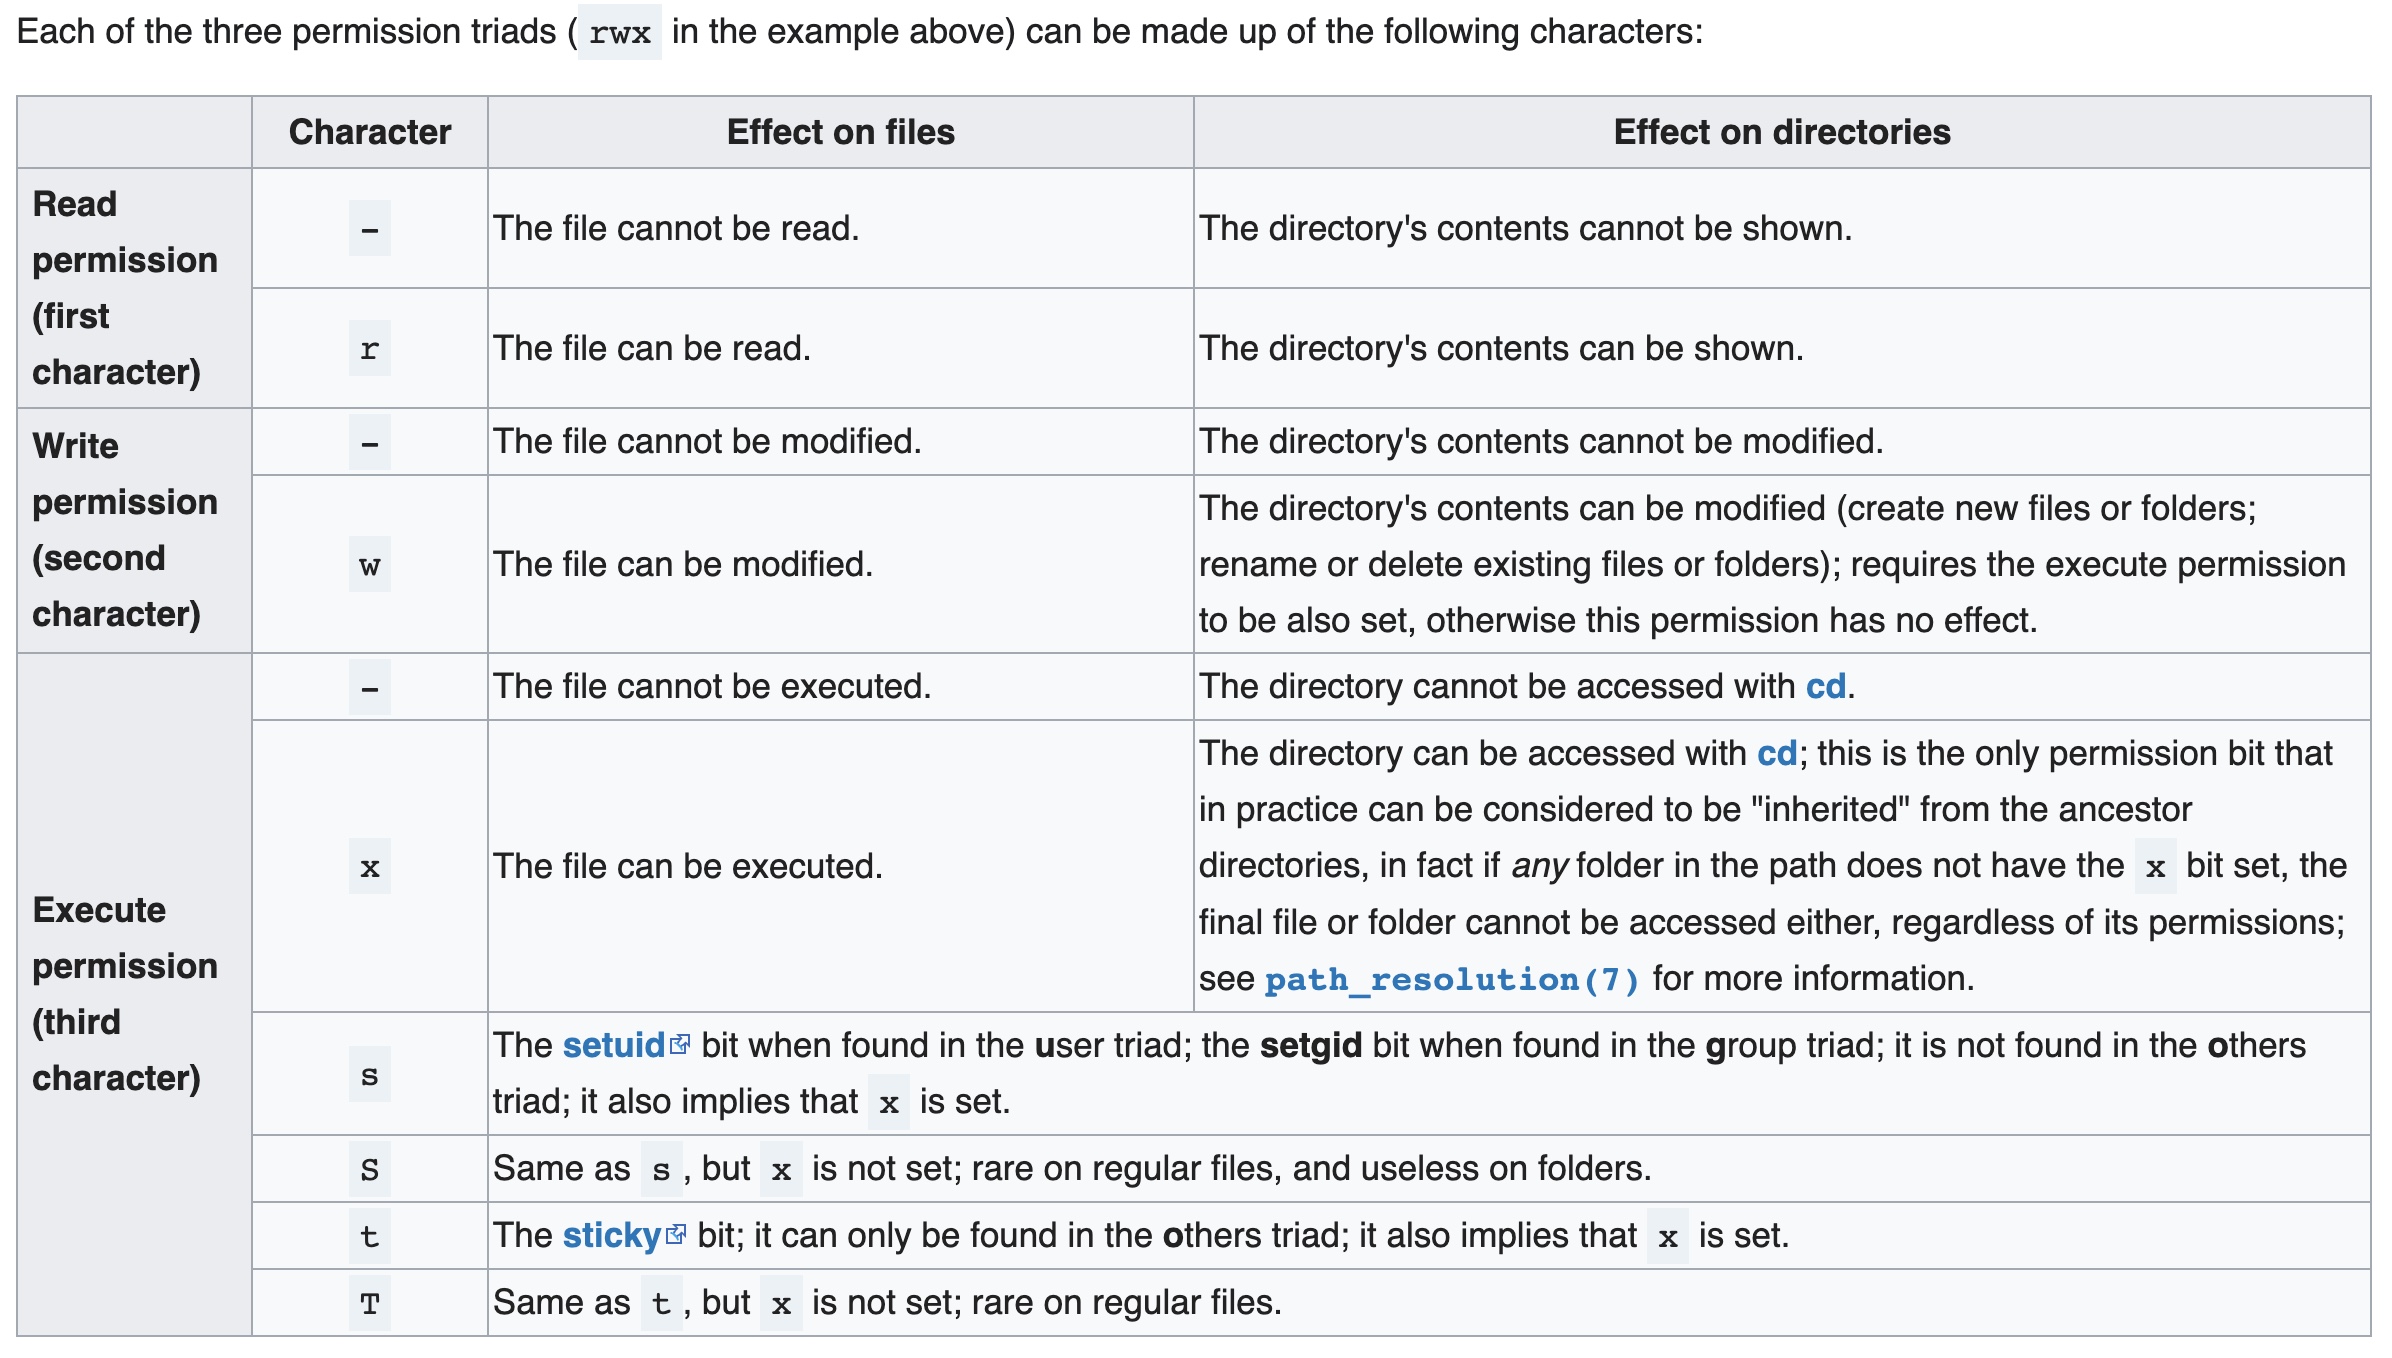 Each of the three permission triads ( rwx in the example above) can be made up of the following characters:
Character
Effect on files
Effect on directories
Read
permission
(first
character)
-
The file cannot be read.
The directory's contents cannot be shown.
r
The file can be read.
The directory's contents can be shown.
Write
permission
(second
character)
-
The file cannot be modified.
The directory's contents cannot be modified.
w
The file can be modified.
The directory's contents can be modified (create new files or folders;
rename or delete existing files or folders); requires the execute permission
to be also set, otherwise this permission has no effect.
Execute
permission
(third
character)
-
The file cannot be executed.
The directory cannot be accessed with cd.
x
The file can be executed.
The directory can be accessed with cd; this is the only permission bit that
in practice can be considered to be "inherited" from the ancestor
directories, in fact if any folder in the path does not have the x bit set, the
final file or folder cannot be accessed either, regardless of its permissions;
see path_resolution(7) for more information.
s
The setuid bit when found in the user triad; the setgid bit when found in the group triad; it is not found in the others
triad; it also implies that x is set.
S
Same as s , but x is not set; rare on regular files, and useless on folders.
t
The sticky bit; it can only be found in the others triad; it also implies that x is set.
T
Same as t , but x is not set; rare on regular files.